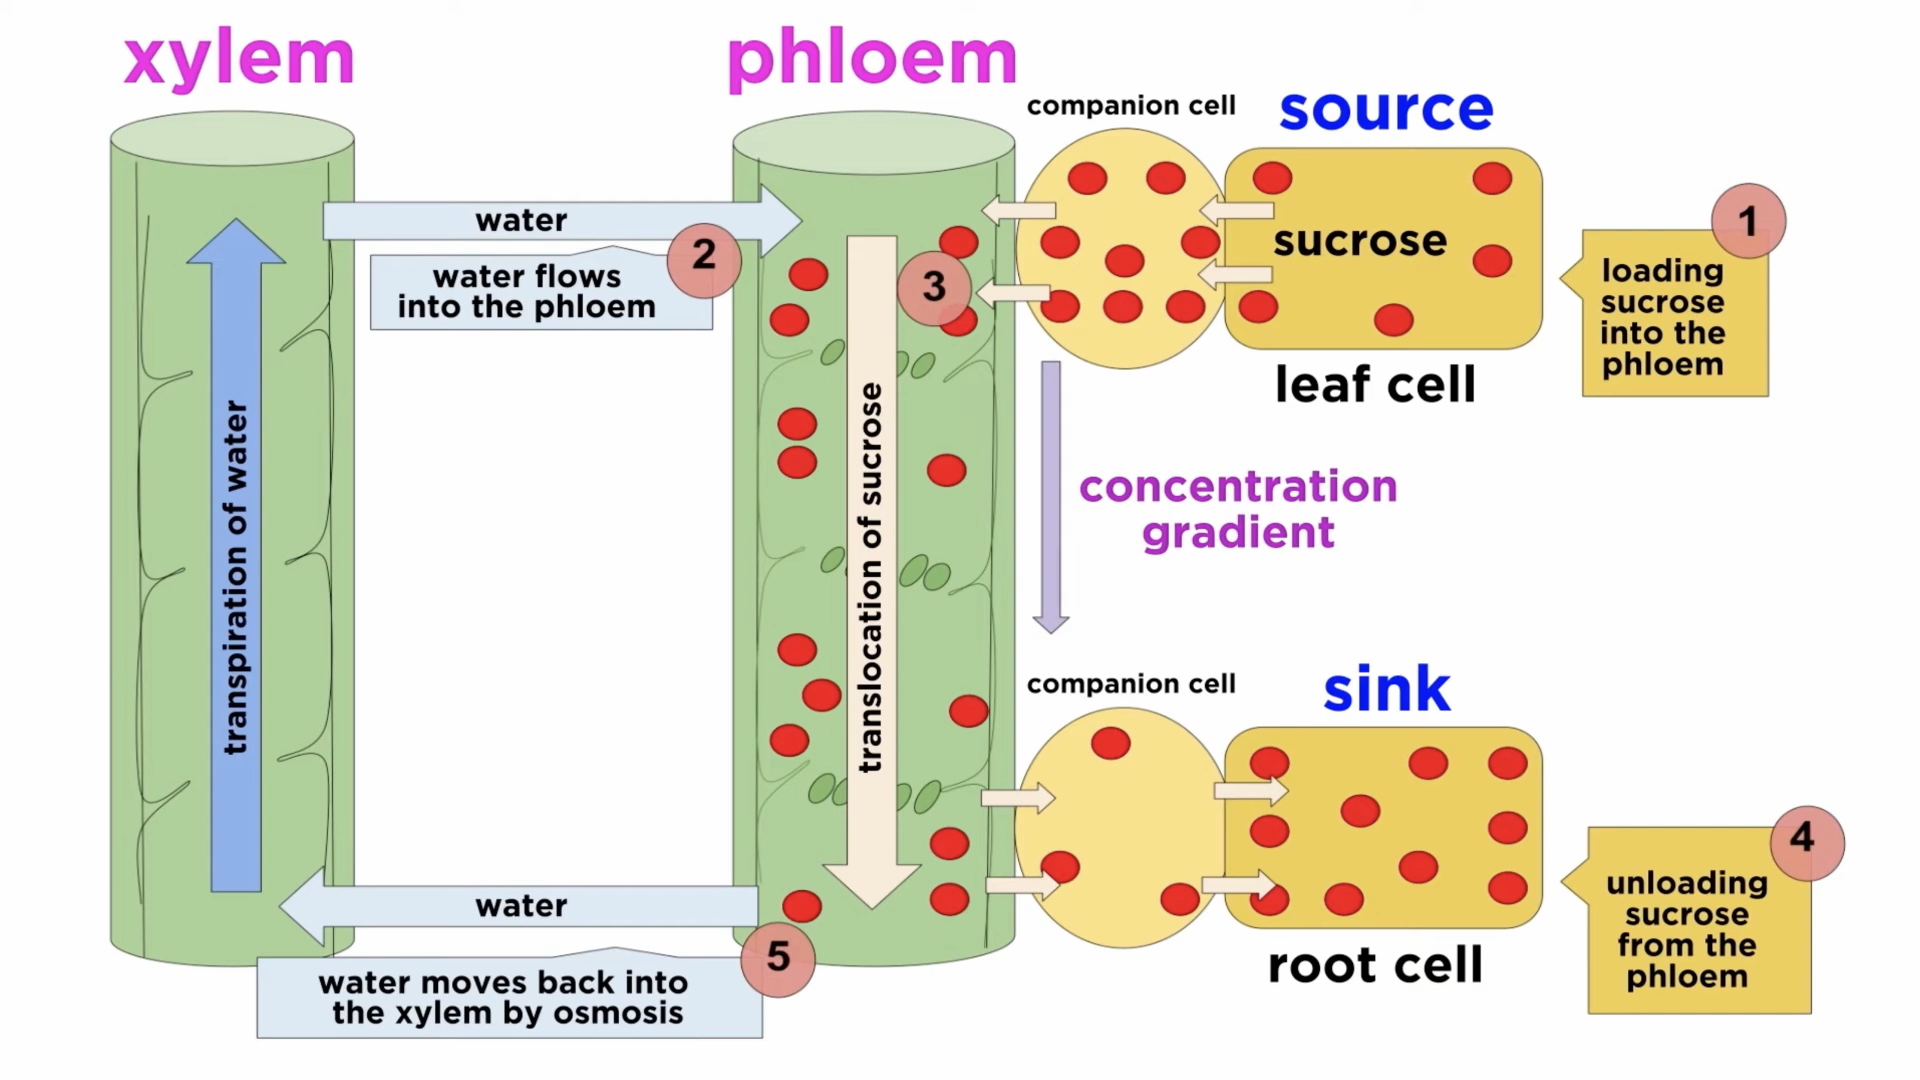 xylem
phloem
companion cell
source
water
2
water flows
into the phloem
3
sucrose
1
loading
sucrose
into the
phloem
leaf cell
transpiration of water
translocation of sucrose
concentration
gradient
companion cell
sink
4
unloading
sucrose
from the
phloem
root cell
water
5
water moves back into
the xylem by osmosis